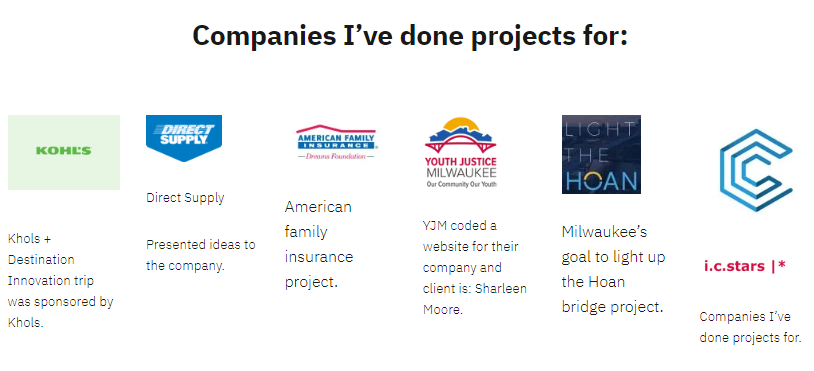 Companies I've done projects for:
KOHL'S
Khols +
Destination
Innovation trip
was sponsored by
Khols.
DIRECT
SUPPLY
Direct Supply
Presented ideas to
the company.
AMERICAN FAMILY
INSURANCE
Dreams Foundation
American
family
insurance
project.
YOUTH JUSTICE
MILWAUKEE
Our Community Our Youth
YJM coded a
website for their
company and
client is: Sharleen
Moore.
LIGHT
THE
HOAN
Milwaukee's
goal to light up
the Hoan
bridge project.
i.c.stars |*
Companies I've
done projects for.